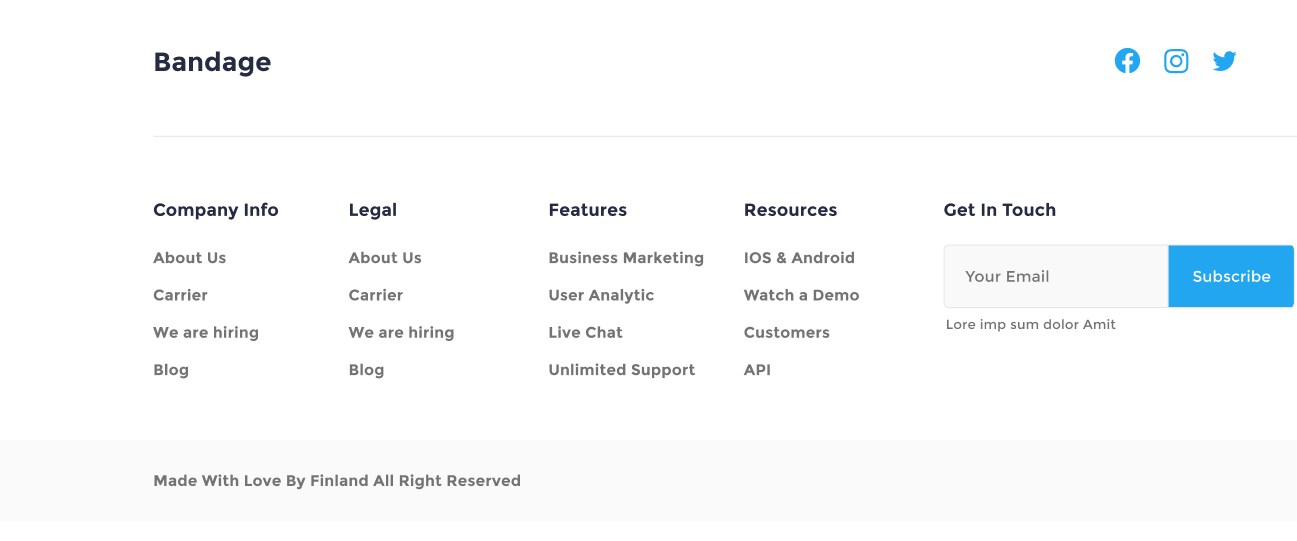 Bandage
Company Info
About Us
Carrier
We are hiring
Blog
Legal
About Us
Carrier
We are hiring
Blog
Features
Business Marketing
User Analytic
Live Chat
Unlimited Support
Resources
IOS & Android
Watch a Demo
Customers
API
Get In Touch
Your Email
Subscribe
Lore imp sum dolor Amit
Made With Love By Finland All Right Reserved